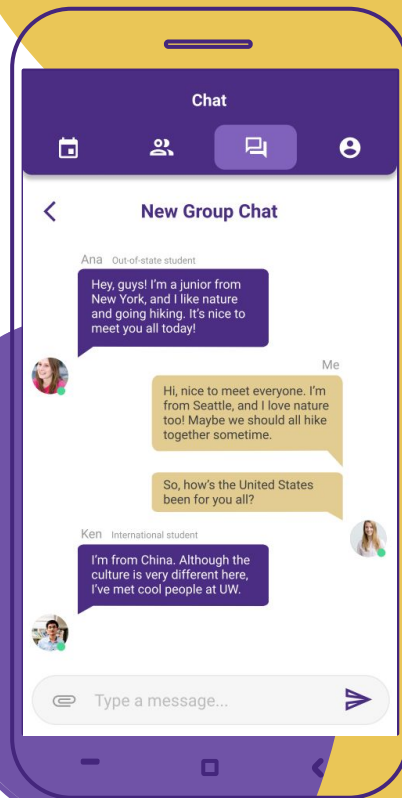 Chat
New Group Chat
Ana Out-of-state student
Hey, guys! I'm a junior from
New York, and I like nature
and going hiking. It's nice to
meet you all today!
Me
Hi, nice to meet everyone. I'm
from Seattle, and I love nature
too! Maybe we should all hike
together sometime.
So, how's the United States
been for you all?
Ken International student
I'm from China. Although the
culture is very different here,
I've met cool people at UW.
Type a message...